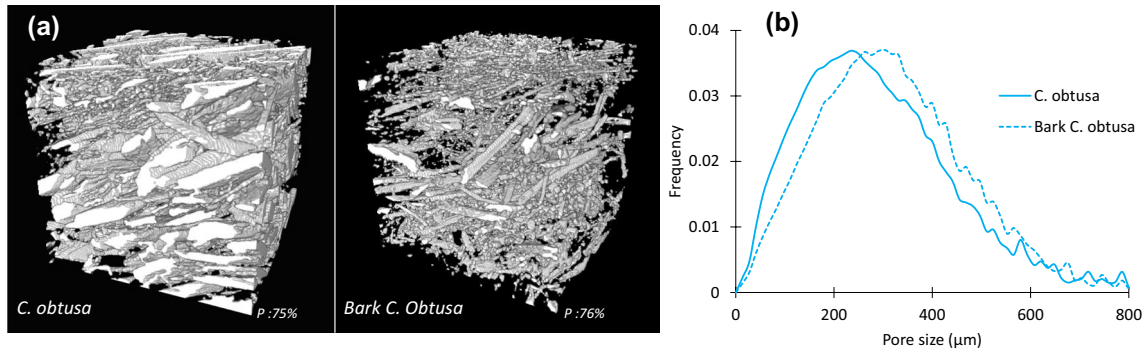 (a)
C. obtusa
P :75%
Bark C. Obtusa
P :76%
(b)
0.04
0.03
0.02
0.01
0
Frequency
0
200
400
600
800
Pore size (µm)
C. obtusa
Bark C. obtusa